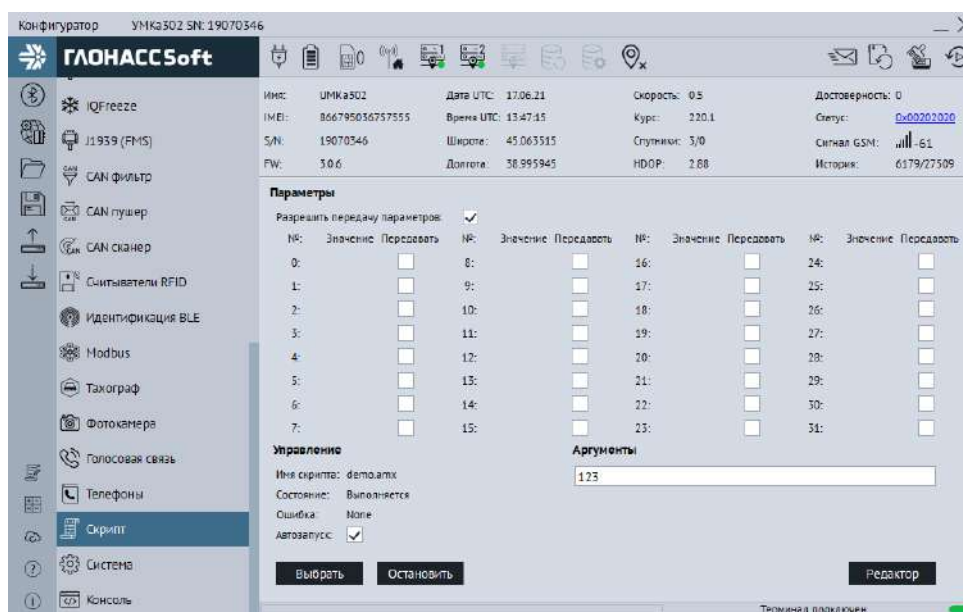 Конфигуратор УМКа302 SN: 19070346
ГЛОНАССSoft
IQFreeze
J1939 (FMS)
CAN фильтр
CAN пушер
CAN сканер
Считыватели RFID
Идентификация BLE
Modbus
Тахограф
Фотокамера
Голосовая связь
Телефоны
Скрипт
Система
Консоль
Имя: UMKa302 Дата UTC: 17.06.21 Скорость: 0.5 Достоверность: 0
IMEI: 866795036757555 Время UTC: 13:47:15 Курс: 220.1 Статус: 0x00202020
S/N: 19070346 Широта: 45.063515 Спутники: 3/0 Сигнал GSM: -61
FW: 3.0.6 Долгота: 38.995945 HDOP: 2.88 История: 6179/27509
Параметры
Разрешить передачу параметров:
№: Значение Передавать №: Значение Передавать №: Значение Передавать №: Значение Передавать
0: 8: 16: 24:
1: 9: 17: 25:
2: 10: 18: 26:
3: 11: 19: 27:
4: 12: 20: 28:
5: 13: 21: 29:
6: 14: 22: 30:
7: 15: 23: 31:
Управление Аргументы
Имя скрипта: demo.amx 123
Состояние: Выполняется
Ошибка: None
Автозапуск:
Выбрать Остановить Редактор
Терминал подключен